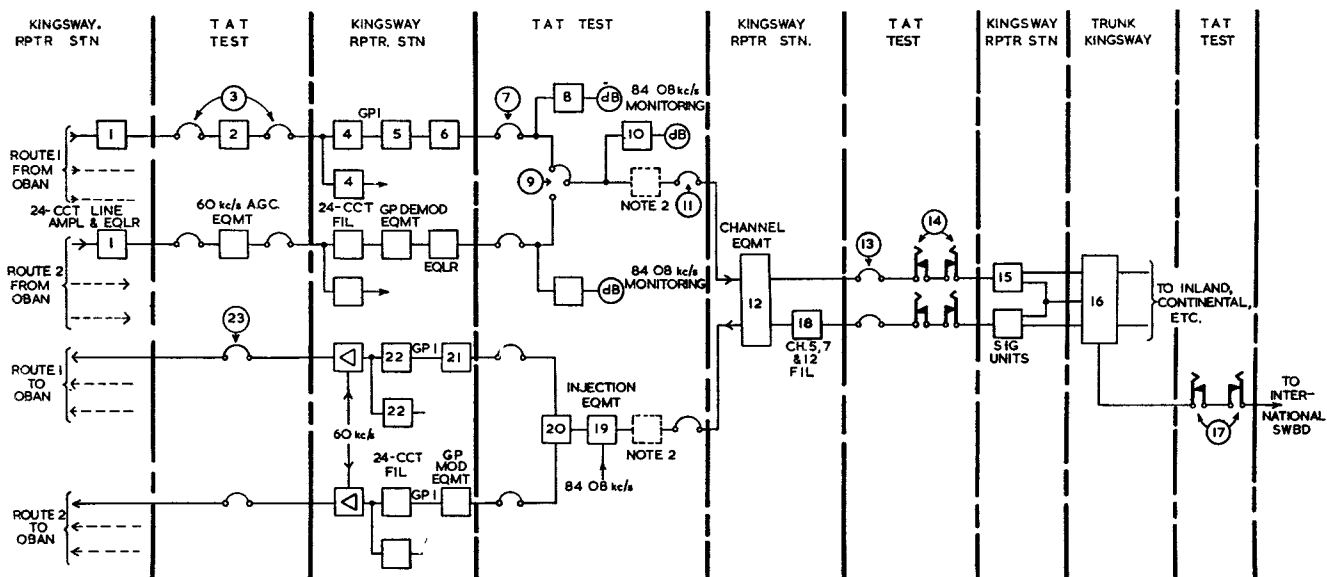 KINGSWAY.
RPTR STN
TAT
TEST
KINGSWAY
RPTR. STN
TAT TEST
KINGSWAY
RPTR STN.
TAT
TEST
KINGSWAY
RPTR STN
TRUNK
KINGSWAY
TAT
TEST
3
7
8
dB
84 08 kc/s
MONITORING
GP I
1
2
4
5
6
10
dB
ROUTE I
FROM
OBAN
4
9
NOTE 2
11
24-CCT LINE
AMPL & EQLR
60 kc/s A.G.C.
EQMT
24-CCT
FIL
GP DEMOD
EQMT
CHANNEL
EQMT
13
14
1
EQLR
ROUTE 2
FROM
OBAN
dB
84 08 kc/s
MONITORING
12
15
16
TO INLAND,
CONTINENTAL,
ETC.
18
CH. 5, 7
& 12
FIL
SIG
UNITS
23
ROUTE I
TO
OBAN
22
GP I
21
INJECTION
EQMT
22
60 kc/s
20
19
NOTE 2
17
TO
INTER-
NATIONAL
SWBD
24-CCT
FIL
GP
MOD
EQMT
GP I
84 08 kc/s
ROUTE 2
TO
OBAN